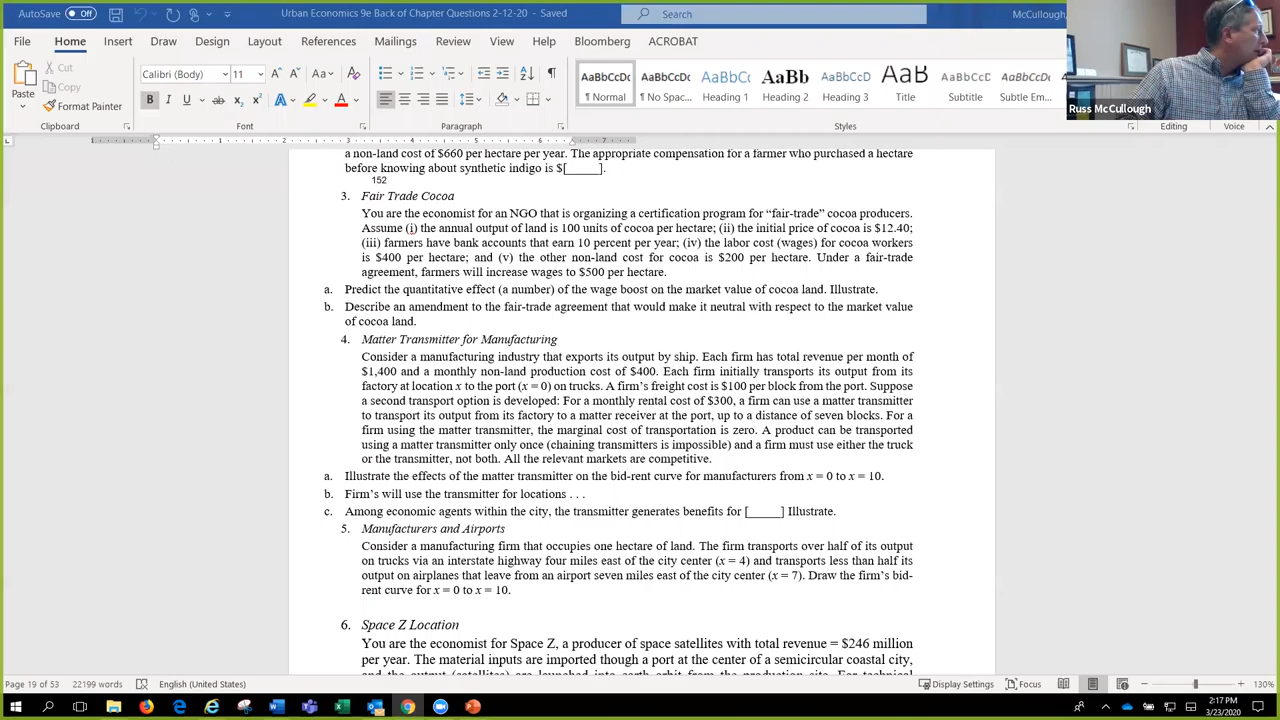 AutoSave Off Urban Economics 9e Back of Chapter Questions 2-12-20 - Saved Search McCullough,
File Home Insert Draw Design Layout References Mailings Review View Help Bloomberg ACROBAT
Paste Cut Copy Format Painter
Calibri (Body) 11 Aa
B I U ab x₂ x² A A
AaBbCcDc AaBbCcDc AaBbCc AaBb AaBbCcDc AaB AaBbCcD AaBbCcDc
¶ Normal ¶ No Spac... Heading 1 Heading 2 Heading 3 Title Subtitle Subtle Em...
Clipboard Font Paragraph Styles Editing Voice
Russ McCullough
a non-land cost of $660 per hectare per year. The appropriate compensation for a farmer who purchased a hectare
before knowing about synthetic indigo is $[_____].
152
3. Fair Trade Cocoa
You are the economist for an NGO that is organizing a certification program for “fair-trade” cocoa producers.
Assume (i) the annual output of land is 100 units of cocoa per hectare; (ii) the initial price of cocoa is $12.40;
(iii) farmers have bank accounts that earn 10 percent per year; (iv) the labor cost (wages) for cocoa workers
is $400 per hectare; and (v) the other non-land cost for cocoa is $200 per hectare. Under a fair-trade
agreement, farmers will increase wages to $500 per hectare.
a. Predict the quantitative effect (a number) of the wage boost on the market value of cocoa land. Illustrate.
b. Describe an amendment to the fair-trade agreement that would make it neutral with respect to the market value
of cocoa land.
4. Matter Transmitter for Manufacturing
Consider a manufacturing industry that exports its output by ship. Each firm has total revenue per month of
$1,400 and a monthly non-land production cost of $400. Each firm initially transports its output from its
factory at location x to the port (x = 0) on trucks. A firm’s freight cost is $100 per block from the port. Suppose
a second transport option is developed: For a monthly rental cost of $300, a firm can use a matter transmitter
to transport its output from its factory to a matter receiver at the port, up to a distance of seven blocks. For a
firm using the matter transmitter, the marginal cost of transportation is zero. A product can be transported
using a matter transmitter only once (chaining transmitters is impossible) and a firm must use either the truck
or the transmitter, not both. All the relevant markets are competitive.
a. Illustrate the effects of the matter transmitter on the bid-rent curve for manufacturers from x = 0 to x = 10.
b. Firm’s will use the transmitter for locations . . .
c. Among economic agents within the city, the transmitter generates benefits for [_____] Illustrate.
5. Manufacturers and Airports
Consider a manufacturing firm that occupies one hectare of land. The firm transports over half of its output
on trucks via an interstate highway four miles east of the city center (x = 4) and transports less than half its
output on airplanes that leave from an airport seven miles east of the city center (x = 7). Draw the firm’s bid-
rent curve for x = 0 to x = 10.
6. Space Z Location
You are the economist for Space Z, a producer of space satellites with total revenue = $246 million
per year. The material inputs are imported though a port at the center of a semicircular coastal city,
and the output (satellites) are launched into earth orbit from the production site. For technical
Page 19 of 53 22199 words English (United States) Display Settings Focus 130%
2:17 PM
3/23/2020